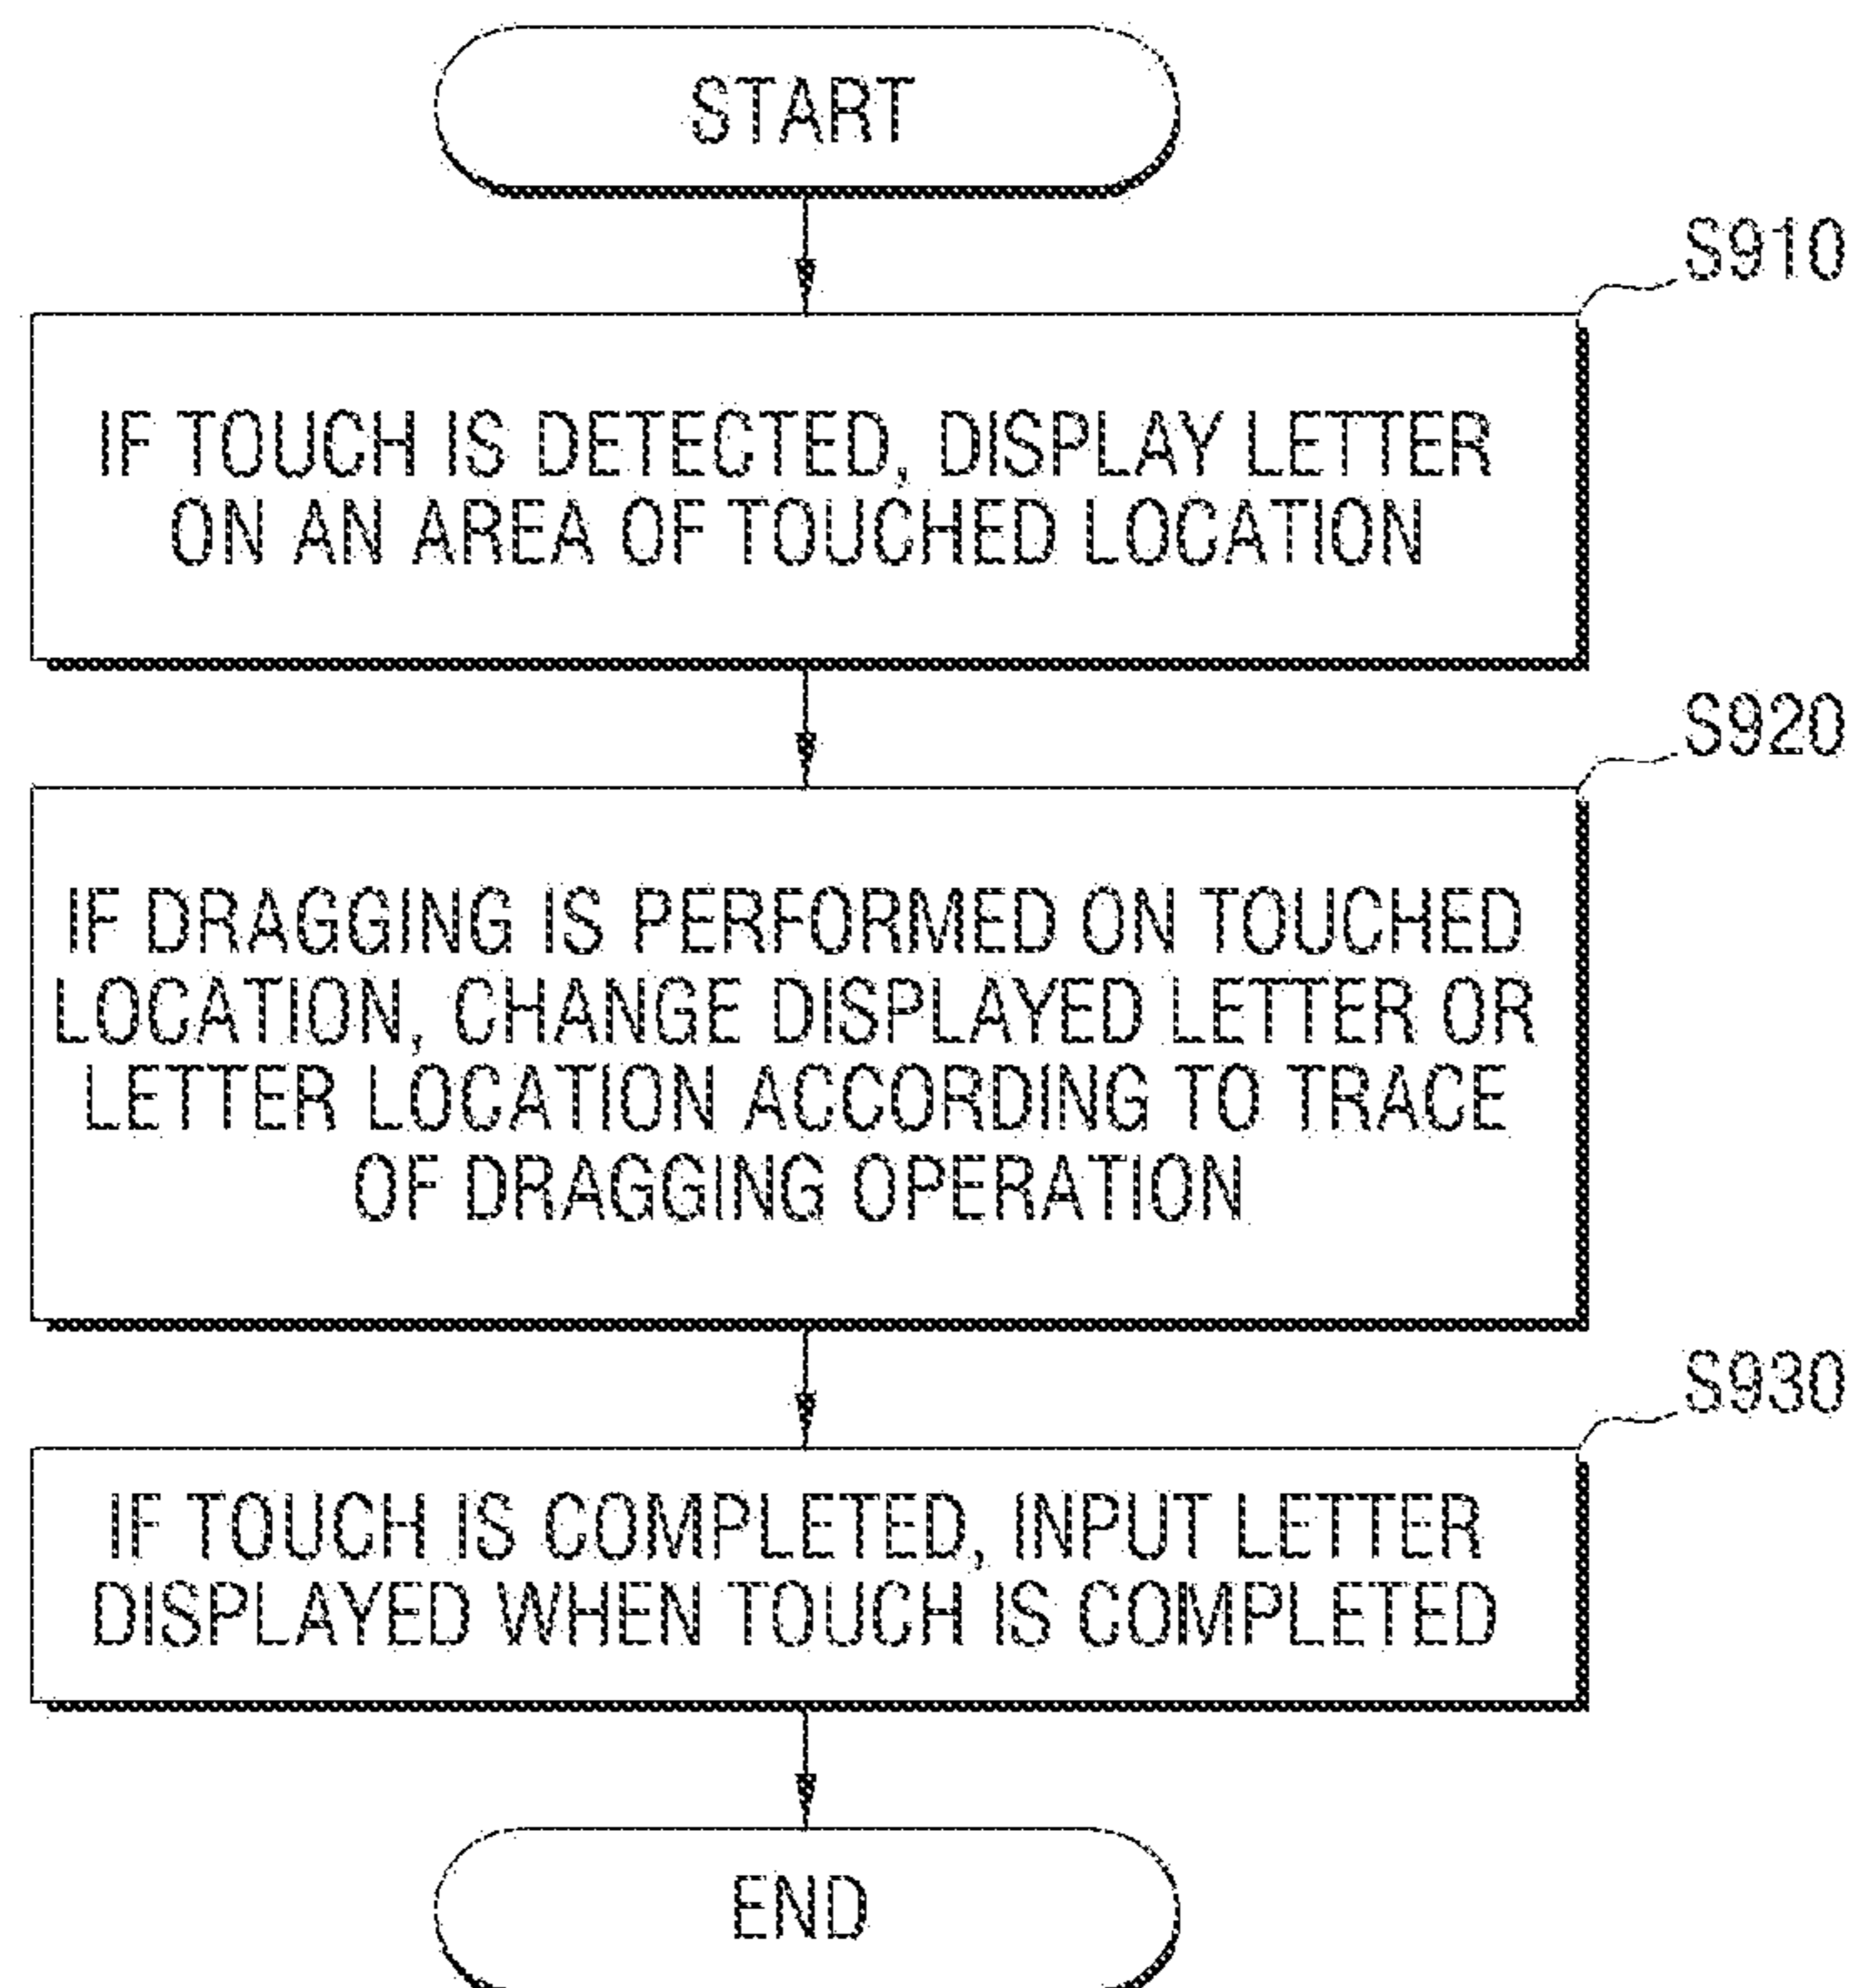 START
S910
IF TOUCH IS DETECTED, DISPLAY LETTER
ON AN AREA OF TOUCHED LOCATION
S920
IF DRAGGING IS PERFORMED ON TOUCHED
LOCATION, CHANGE DISPLAYED LETTER OR
LETTER LOCATION ACCORDING TO TRACE
OF DRAGGING OPERATION
S930
IF TOUCH IS COMPLETED, INPUT LETTER
DISPLAYED WHEN TOUCH IS COMPLETED
END